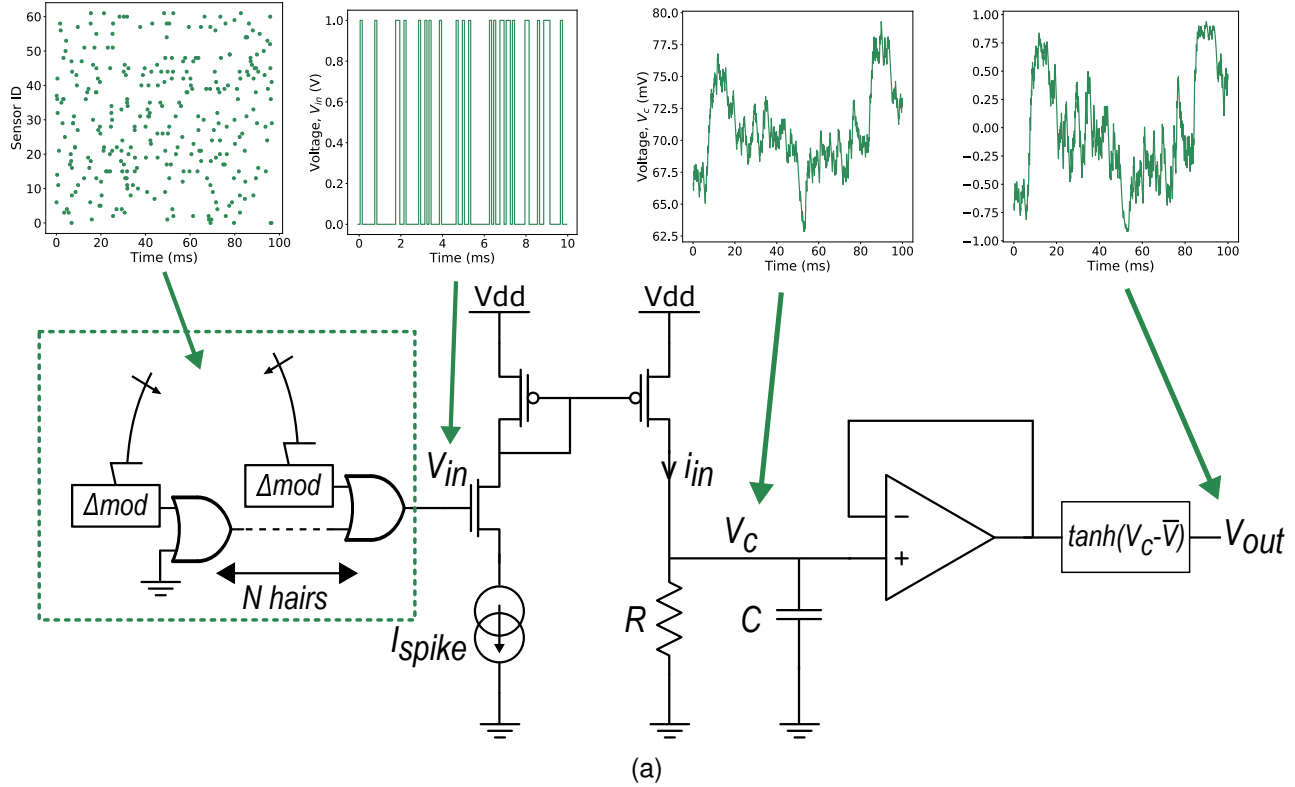 Sensor ID
60
50
40
30
20
10
0
0 20 40 60 80 100
Time (ms)
Voltage, V_in (V)
1.0
0.8
0.6
0.4
0.2
0.0
0 2 4 6 8 10
Time (ms)
Voltage, V_c (mV)
80.0
77.5
75.0
72.5
70.0
67.5
65.0
62.5
0 20 40 60 80 100
Time (ms)
1.00
0.75
0.50
0.25
0.00
−0.25
−0.50
−0.75
−1.00
0 20 40 60 80 100
Time (ms)
Vdd
Vdd
Δmod
Δmod
N hairs
V_in
I_spike
i_in
V_c
R
C
−
+
tanh(V_c-V̅)
V_out
(a)